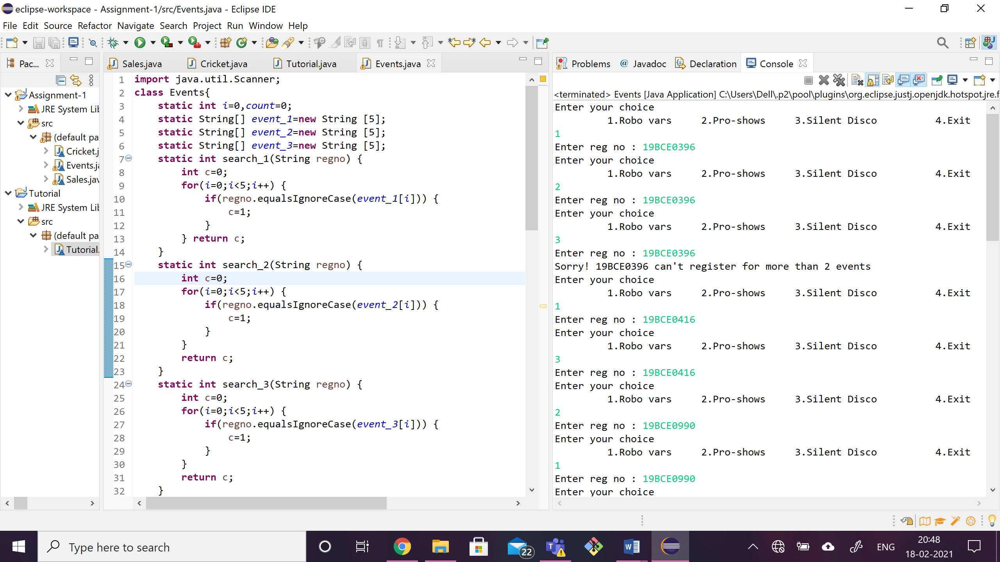 eclipse-workspace - Assignment-1/src/Events.java - Eclipse IDE
File Edit Source Refactor Navigate Search Project Run Window Help
Pac...
Assignment-1
JRE System Lib
src
(default pa
Cricket.j
Events.ja
Sales.jav
Tutorial
JRE System Lib
src
(default pa
Tutorial.
Sales.java Cricket.java Tutorial.java Events.java
1 import java.util.Scanner;
2 class Events{
3 static int i=0,count=0;
4 static String[] event_1=new String [5];
5 static String[] event_2=new String [5];
6 static String[] event_3=new String [5];
7 static int search_1(String regno) {
8 int c=0;
9 for(i=0;i<5;i++) {
10 if(regno.equalsIgnoreCase(event_1[i])) {
11 c=1;
12 }
13 } return c;
14 }
15 static int search_2(String regno) {
16 int c=0;
17 for(i=0;i<5;i++) {
18 if(regno.equalsIgnoreCase(event_2[i])) {
19 c=1;
20 }
21 }
22 return c;
23 }
24 static int search_3(String regno) {
25 int c=0;
26 for(i=0;i<5;i++) {
27 if(regno.equalsIgnoreCase(event_3[i])) {
28 c=1;
29 }
30 }
31 return c;
32 }
Problems Javadoc Declaration Console
<terminated> Events [Java Application] C:\Users\Dell\.p2\pool\plugins\org.eclipse.justj.openjdk.hotspot.jre.f
Enter your choice
1.Robo vars 2.Pro-shows 3.Silent Disco 4.Exit
1
Enter reg no : 19BCE0396
Enter your choice
1.Robo vars 2.Pro-shows 3.Silent Disco 4.Exit
2
Enter reg no : 19BCE0396
Enter your choice
1.Robo vars 2.Pro-shows 3.Silent Disco 4.Exit
3
Enter reg no : 19BCE0396
Sorry! 19BCE0396 can't register for more than 2 events
Enter your choice
1.Robo vars 2.Pro-shows 3.Silent Disco 4.Exit
1
Enter reg no : 19BCE0416
Enter your choice
1.Robo vars 2.Pro-shows 3.Silent Disco 4.Exit
3
Enter reg no : 19BCE0416
Enter your choice
1.Robo vars 2.Pro-shows 3.Silent Disco 4.Exit
2
Enter reg no : 19BCE0990
Enter your choice
1.Robo vars 2.Pro-shows 3.Silent Disco 4.Exit
1
Enter reg no : 19BCE0990
Enter your choice
Type here to search
22
ENG
20:48
18-02-2021